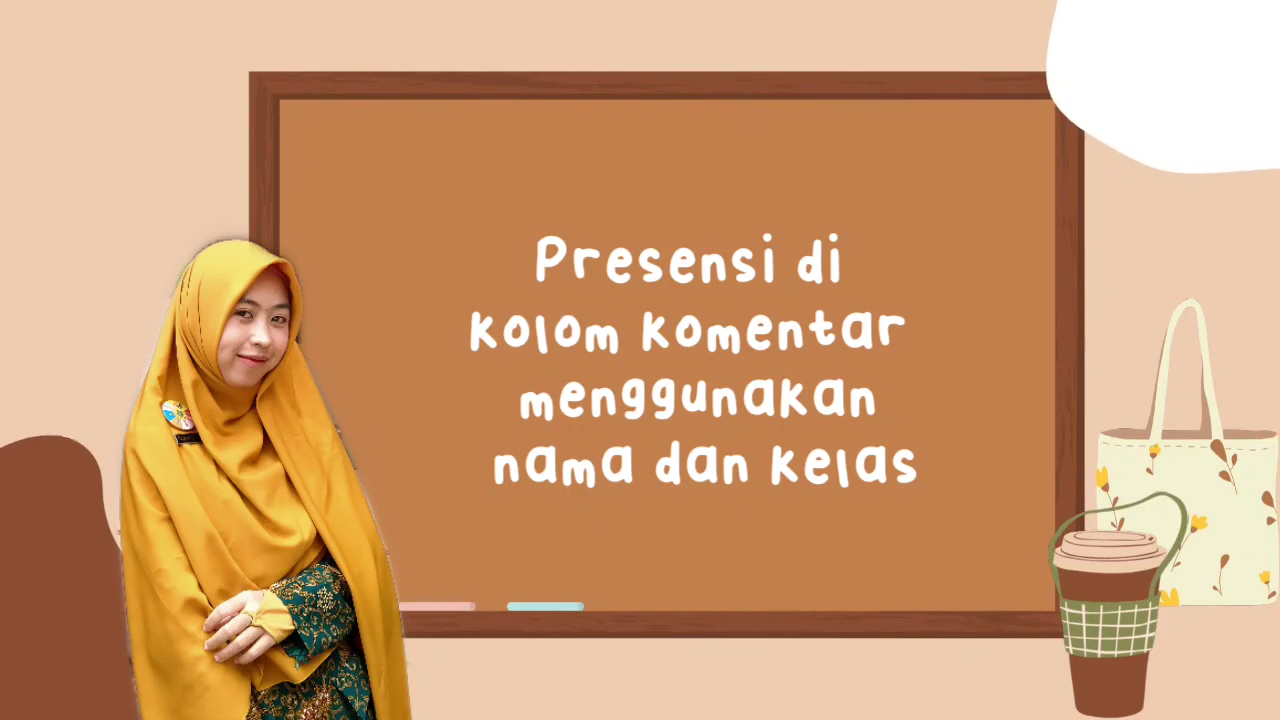 Presensi di
kolom komentar
menggunakan
nama dan kelas